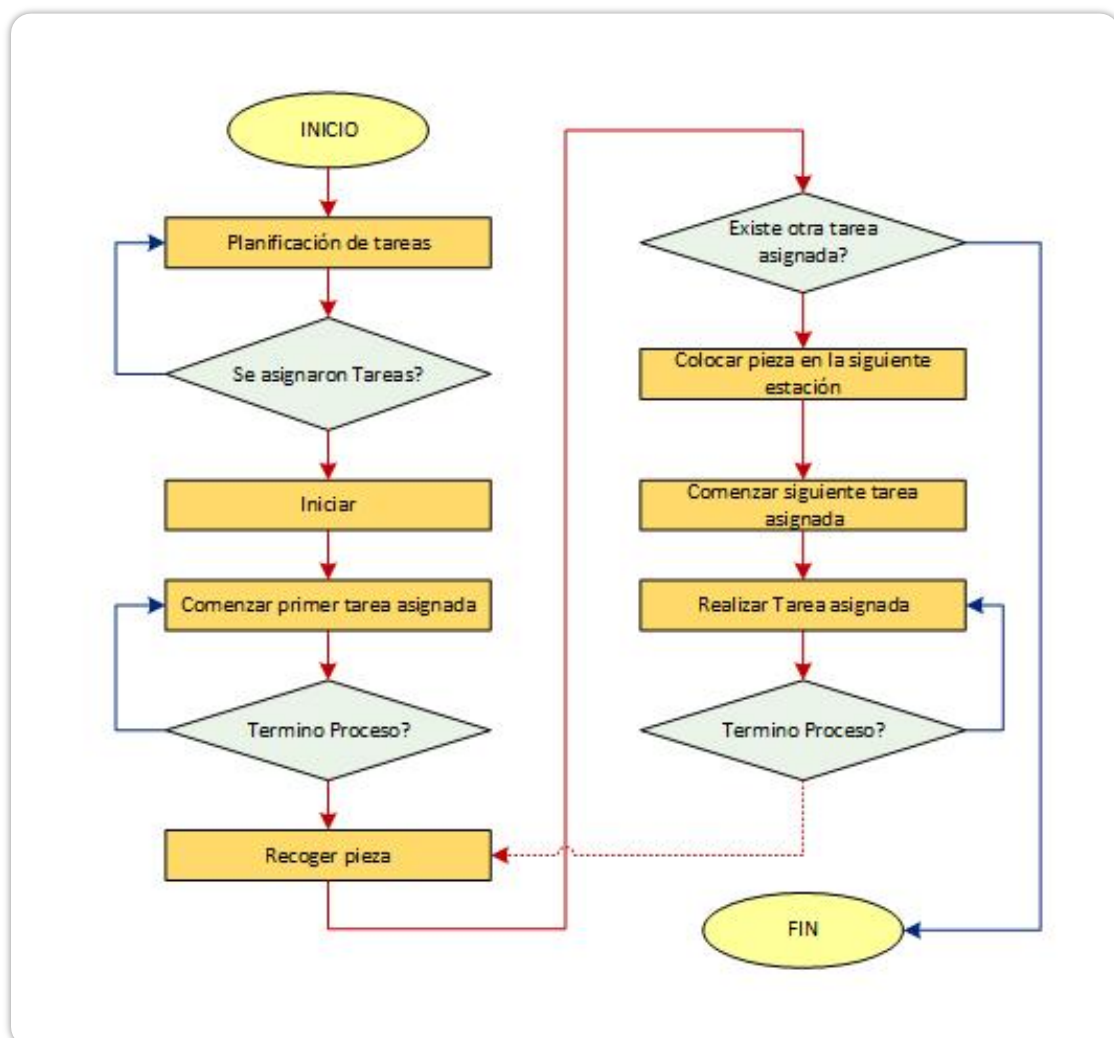 INICIO
Planificación de tareas
Se asignaron Tareas?
Iniciar
Comenzar primer tarea asignada
Termino Proceso?
Recoger pieza
Existe otra tarea
asignada?
Colocar pieza en la siguiente
estación
Comenzar siguiente tarea
asignada
Realizar Tarea asignada
Termino Proceso?
FIN